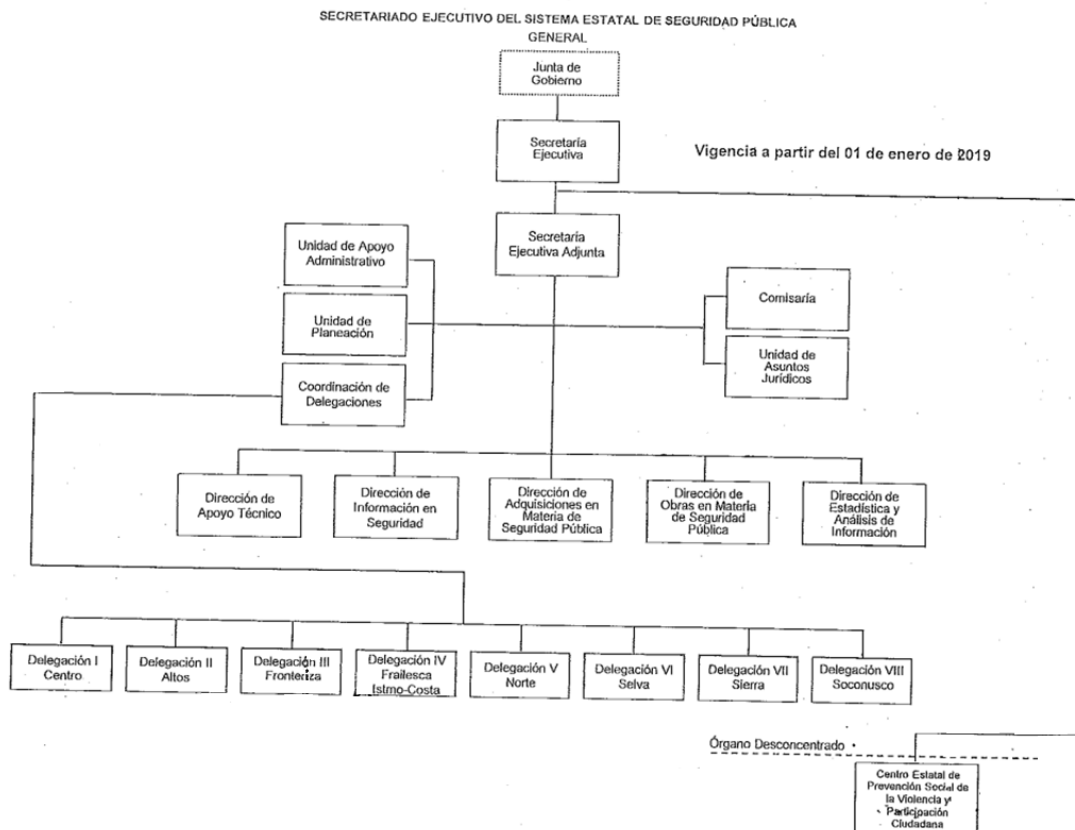 SECRETARIADO EJECUTIVO DEL SISTEMA ESTATAL DE SEGURIDAD PÚBLICA
GENERAL
Junta de
Gobierno
Secretaría
Ejecutiva
Vigencia a partir del 01 de enero de 2019
Secretaría
Ejecutiva Adjunta
Unidad de Apoyo
Administrativo
Unidad de
Planeación
Coordinación de
Delegaciones
Comisaría
Unidad de
Asuntos
Jurídicos
Dirección de
Apoyo Técnico
Dirección de
Información en
Seguridad
Dirección de
Adquisiciones en
Materia de
Seguridad Pública
Dirección de
Obras en Materia
de Seguridad
Pública
Dirección de
Estadística y
Análisis de
Información
Delegación I
Centro
Delegación II
Altos
Delegación III
Fronteriza
Delegación IV
Frailesca
Istmo-Costa
Delegación V
Norte
Delegación VI
Selva
Delegación VII
Sierra
Delegación VIII
Soconusco
Órgano Desconcentrado
Centro Estatal de
Prevención Social de
la Violencia y
Participación
Ciudadana